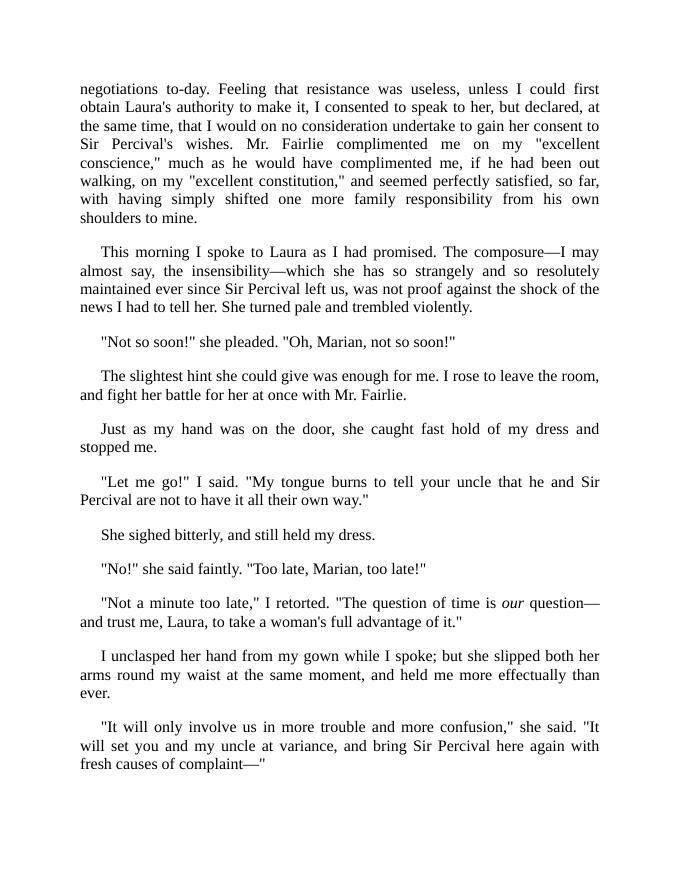 negotiations to-day. Feeling that resistance was useless, unless I could first
obtain Laura's authority to make it, I consented to speak to her, but declared, at
the same time, that I would on no consideration undertake to gain her consent to
Sir Percival's wishes. Mr. Fairlie complimented me on my "excellent
conscience," much as he would have complimented me, if he had been out
walking, on my "excellent constitution," and seemed perfectly satisfied, so far,
with having simply shifted one more family responsibility from his own
shoulders to mine.
This morning I spoke to Laura as I had promised. The composure—I may
almost say, the insensibility—which she has so strangely and so resolutely
maintained ever since Sir Percival left us, was not proof against the shock of the
news I had to tell her. She turned pale and trembled violently.
"Not so soon!" she pleaded. "Oh, Marian, not so soon!"
The slightest hint she could give was enough for me. I rose to leave the room,
and fight her battle for her at once with Mr. Fairlie.
Just as my hand was on the door, she caught fast hold of my dress and
stopped me.
"Let me go!" I said. "My tongue burns to tell your uncle that he and Sir
Percival are not to have it all their own way."
She sighed bitterly, and still held my dress.
"No!" she said faintly. "Too late, Marian, too late!"
"Not a minute too late," I retorted. "The question of time is our question—
and trust me, Laura, to take a woman's full advantage of it."
I unclasped her hand from my gown while I spoke; but she slipped both her
arms round my waist at the same moment, and held me more effectually than
ever.
"It will only involve us in more trouble and more confusion," she said. "It
will set you and my uncle at variance, and bring Sir Percival here again with
fresh causes of complaint—"